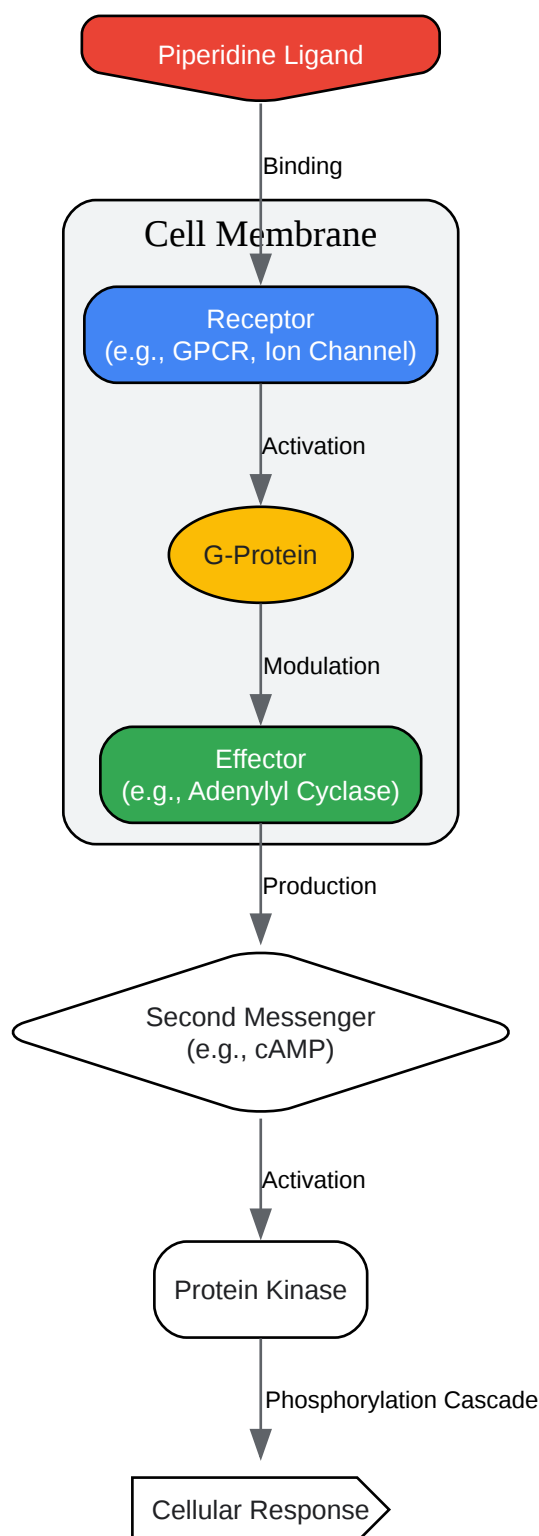 Piperidine Ligand
Binding
Cell Membrane
Receptor
(e.g., GPCR, Ion Channel)
Activation
G-Protein
Modulation
Effector
(e.g., Adenylyl Cyclase)
Production
Second Messenger
(e.g., cAMP)
Activation
Protein Kinase
Phosphorylation Cascade
Cellular Response